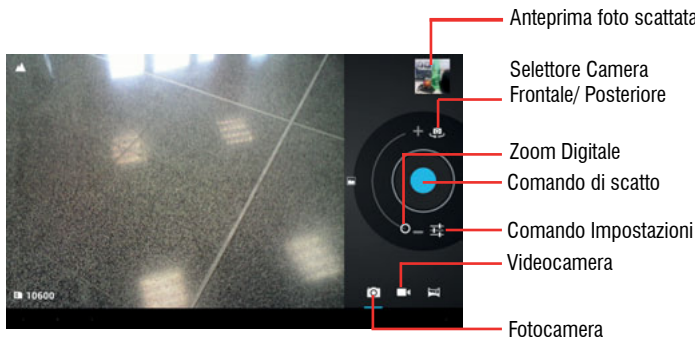 Anteprima foto scattata
Selettore Camera
Frontale/ Posteriore
Zoom Digitale
Comando di scatto
Comando Impostazioni
Videocamera
10600
Fotocamera